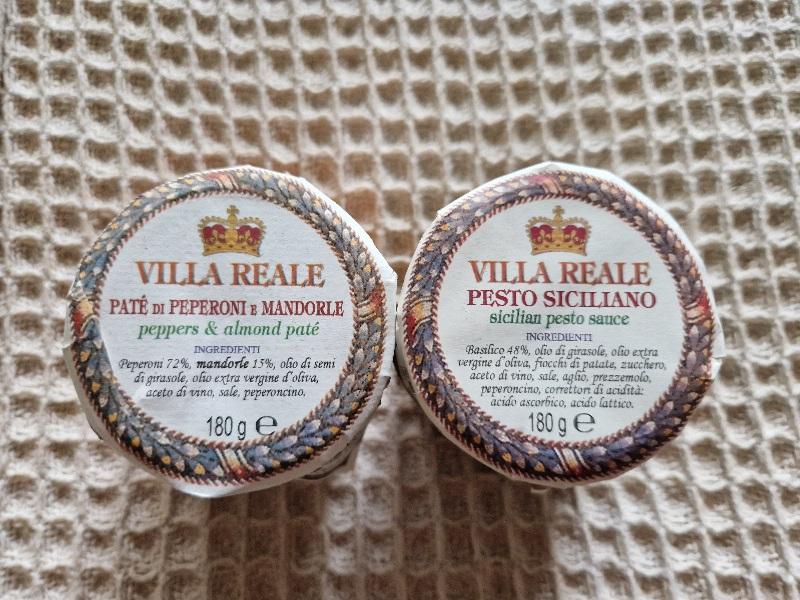 VILLA REALE
PATÉ DI PEPERONI E MANDORLE
peppers & almond paté
INGREDIENTI
Peperoni 72%, mandorle 15%, olio di semi
di girasole, olio extra vergine d'oliva,
aceto di vino, sale, peperoncino.
180 g e
VILLA REALE
PESTO SICILIANO
sicilian pesto sauce
INGREDIENTI
Basilico 48%, olio di girasole, olio extra
vergine d'oliva, fiocchi di patate, zucchero,
aceto di vino, sale, aglio, prezzemolo,
peperoncino, correttori di acidità:
acido ascorbico, acido lattico.
180 g e